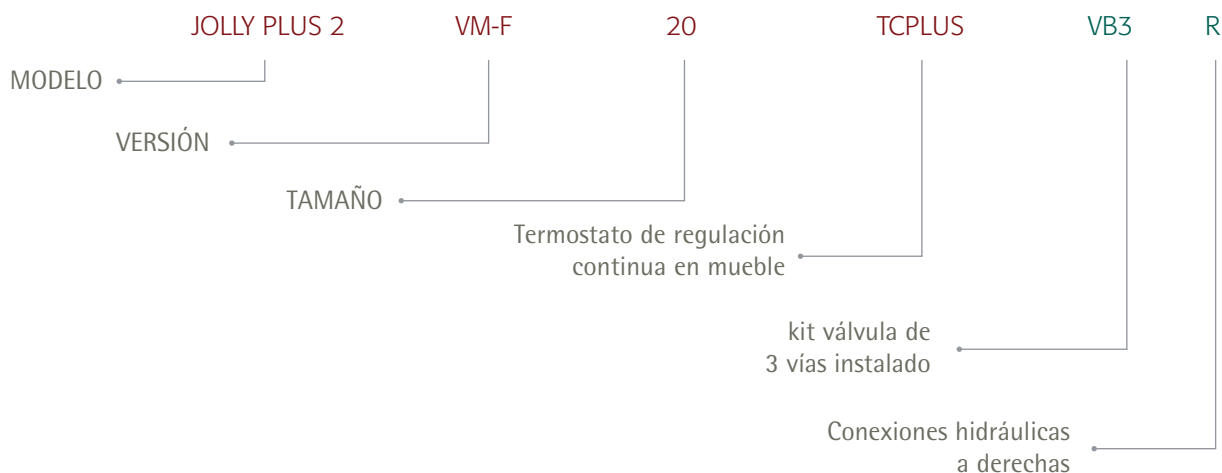 JOLLY PLUS 2 VM-F 20 TCPLUS VB3 R
MODELO
VERSIÓN
TAMAÑO
Termostato de regulación
continua en mueble
kit válvula de
3 vías instalado
Conexiones hidráulicas
a derechas